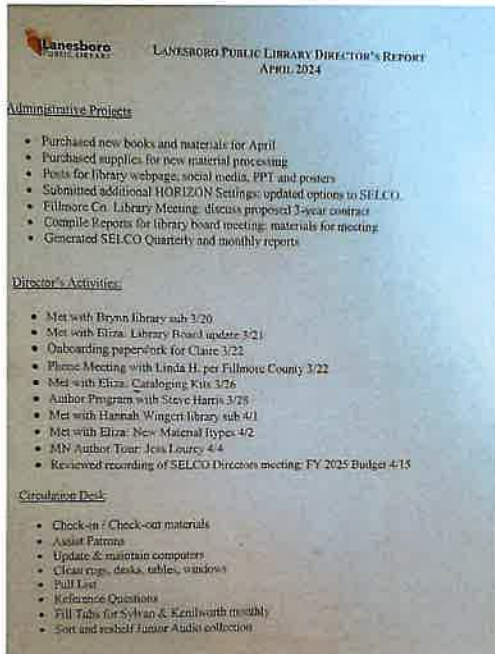 Lanesboro
PUBLIC LIBRARY
LANESBORO PUBLIC LIBRARY DIRECTOR'S REPORT
APRIL 2024
Administrative Projects
• Purchased new books and materials for April
• Purchased supplies for new material processing
• Posts for library webpage, social media, PPT and posters
• Submitted additional HORIZON Settings: updated options to SELCO.
• Fillmore Co. Library Meeting: discuss proposed 3-year contract
• Compile Reports for library board meeting: materials for meeting
• Generated SELCO Quarterly and monthly reports
Director's Activities:
• Met with Brynn library sub 3/20
• Met with Eliza: Library Board update 3/21
• Onboarding paperwork for Claire 3/22
• Phone Meeting with Linda H. per Fillmore County 3/22
• Met with Eliza: Cataloging Kits 3/26
• Author Program with Steve Harris 3/28
• Met with Hannah Wingert library sub 4/1
• Met with Eliza: New Material Itypes 4/2
• MN Author Tour: Jess Lourey 4/4
• Reviewed recording of SELCO Directors meeting: FY 2025 Budget 4/15
Circulation Desk:
• Check-in / Check-out materials
• Assist Patrons
• Update & maintain computers
• Clean rugs, desks, tables, windows
• Pull List
• Reference Questions
• Fill Tubs for Sylvan & Kenilworth monthly
• Sort and reshelf Junior Audio collection